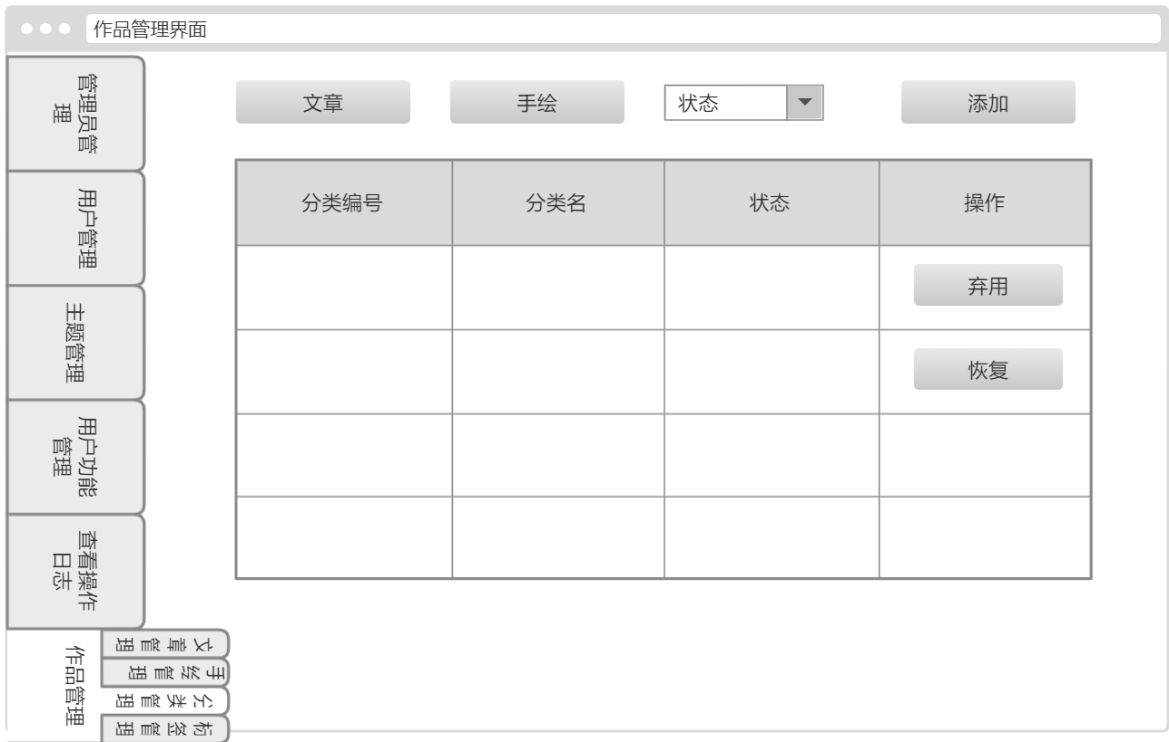 作品管理界面
管理员管
理
用户管理
主题管理
用户功能
管理
查看操作
日志
作品管理
文章管
理
手绘管理
分类管
理
标签管
理
文章
手绘
状态
添加
分类编号
分类名
状态
操作
弃用
恢复